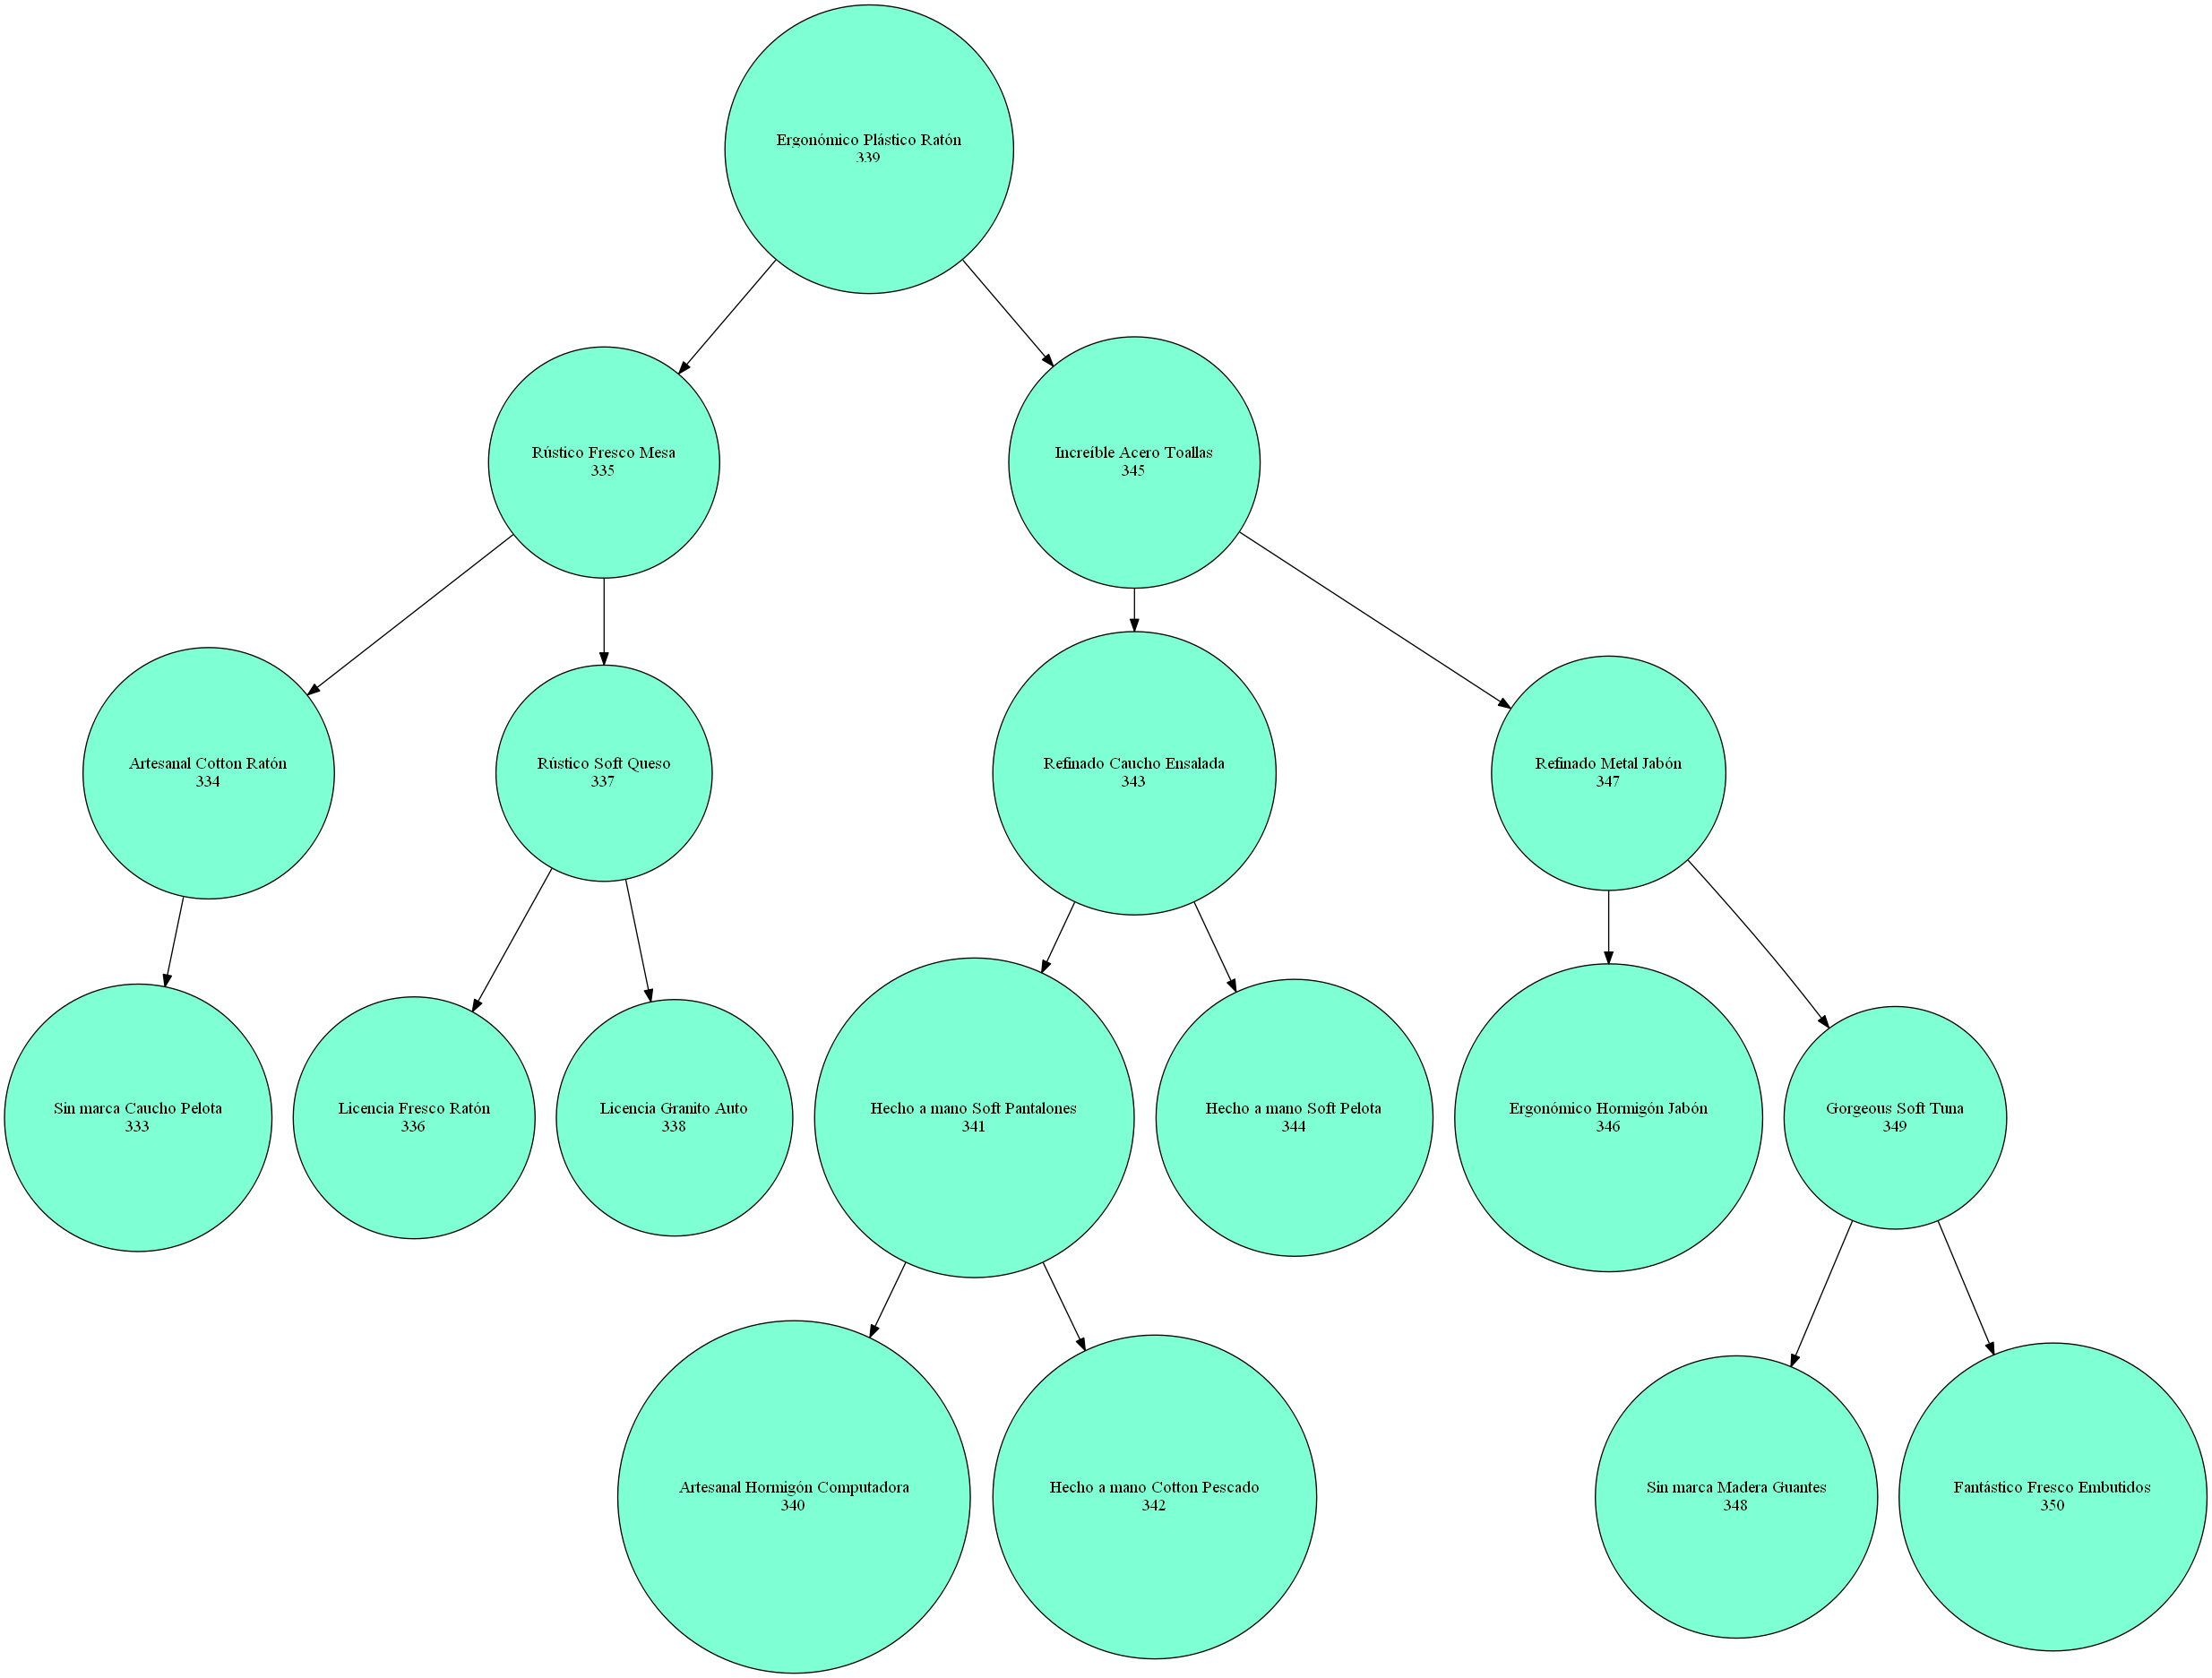 Ergonómico Plástico Ratón
339
Rústico Fresco Mesa
335
Increíble Acero Toallas
345
Artesanal Cotton Ratón
334
Rústico Soft Queso
337
Refinado Caucho Ensalada
343
Refinado Metal Jabón
347
Sin marca Caucho Pelota
333
Licencia Fresco Ratón
336
Licencia Granito Auto
338
Hecho a mano Soft Pantalones
341
Hecho a mano Soft Pelota
344
Ergonómico Hormigón Jabón
346
Gorgeous Soft Tuna
349
Artesanal Hormigón Computadora
340
Hecho a mano Cotton Pescado
342
Sin marca Madera Guantes
348
Fantástico Fresco Embutidos
350